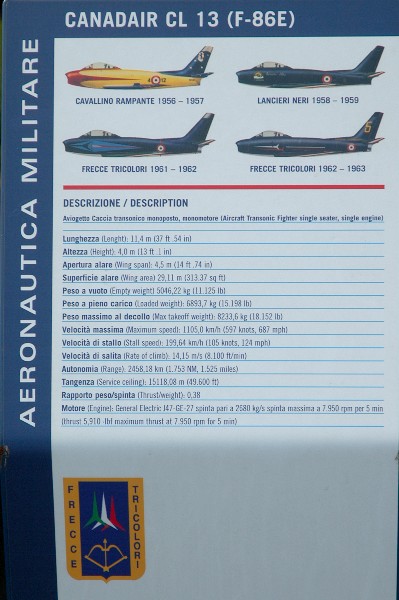 CANADAIR CL 13 (F-86E)
AERONAUTICA MILITARE
CAVALLINO RAMPANTE 1956 - 1957
LANCIERI NERI 1958 - 1959
FRECCE TRICOLORI 1961 - 1962
FRECCE TRICOLORI 1962 - 1963
DESCRIZIONE / DESCRIPTION
Aviogetto Caccia transonico monoposto, monomotore (Aircraft Transonic Fighter single seater, single engine)
Lunghezza (Lenght): 11,4 m (37 ft .54 in)
Altezza (Height): 4,0 m (13 ft .1 in)
Apertura alare (Wing span): 4,5 m (14 ft .74 in)
Superficie alare (Wing area) 29,11 m (313.37 sq ft)
Peso a vuoto (Empty weight) 5046,22 kg (11.125 lb)
Peso a pieno carico (Loaded weight): 6893,7 kg (15.198 lb)
Peso massimo al decollo (Max takeoff weight): 8233,6 kg (18.152 lb)
Velocità massima (Maximum speed): 1105,0 km/h (597 knots, 687 mph)
Velocità di stallo (Stall speed): 199,64 km/h (105 knots, 124 mph)
Velocità di salita (Rate of climb): 14,15 m/s (8.100 ft/min)
Autonomia (Range): 2458,18 km (1.753 NM, 1.525 miles)
Tangenza (Service ceiling): 15118,08 m (49.600 ft)
Rapporto peso/spinta (Thrust/weight): 0,38
Motore (Engine): General Electric J47-GE-27 spinta pari a 2680 kg/s spinta massima a 7.950 rpm per 5 min
(thrust 5,910 -lbf maximum thrust at 7.950 rpm for 5 min)
FRECCE
TRICOLORI